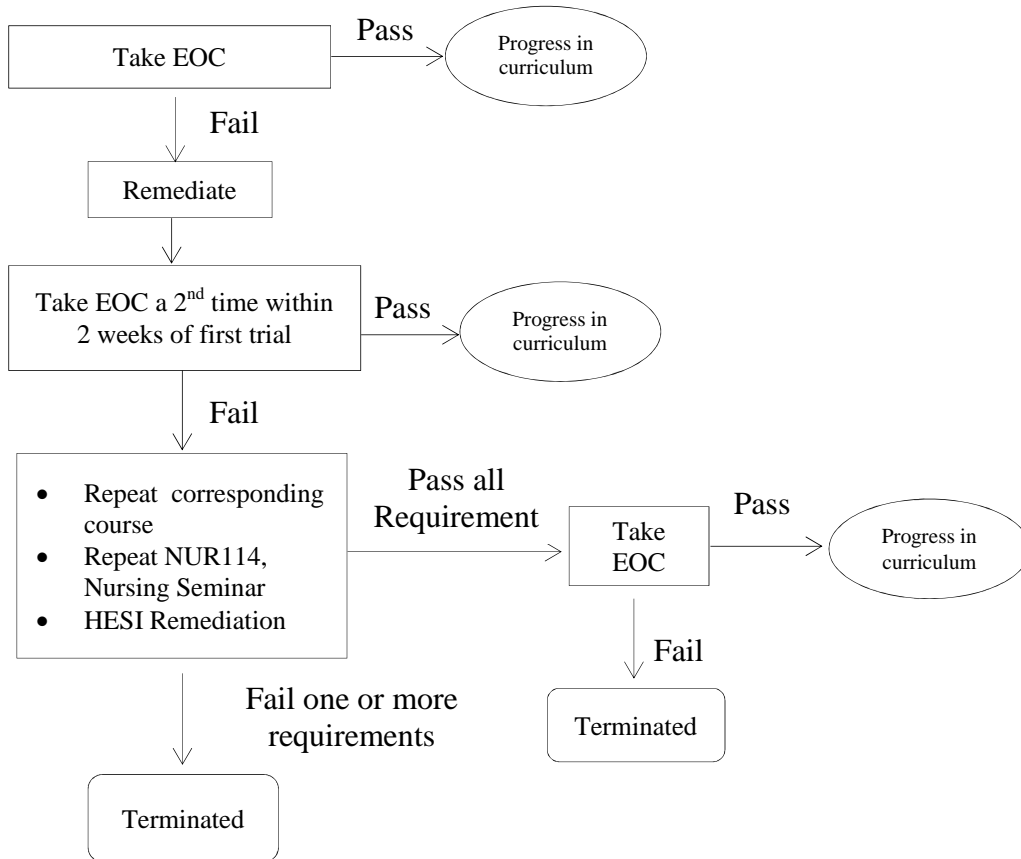 Pass
Take EOC
Progress in
curriculum
Fail
Remediate
Take EOC a 2nd time within
2 weeks of first trial
Pass
Progress in
curriculum
Fail
• Repeat corresponding
course
• Repeat NUR114,
Nursing Seminar
• HESI Remediation
Pass all
Requirement
Take
EOC
Pass
Progress in
curriculum
Fail
Terminated
Fail one or more
requirements
Terminated